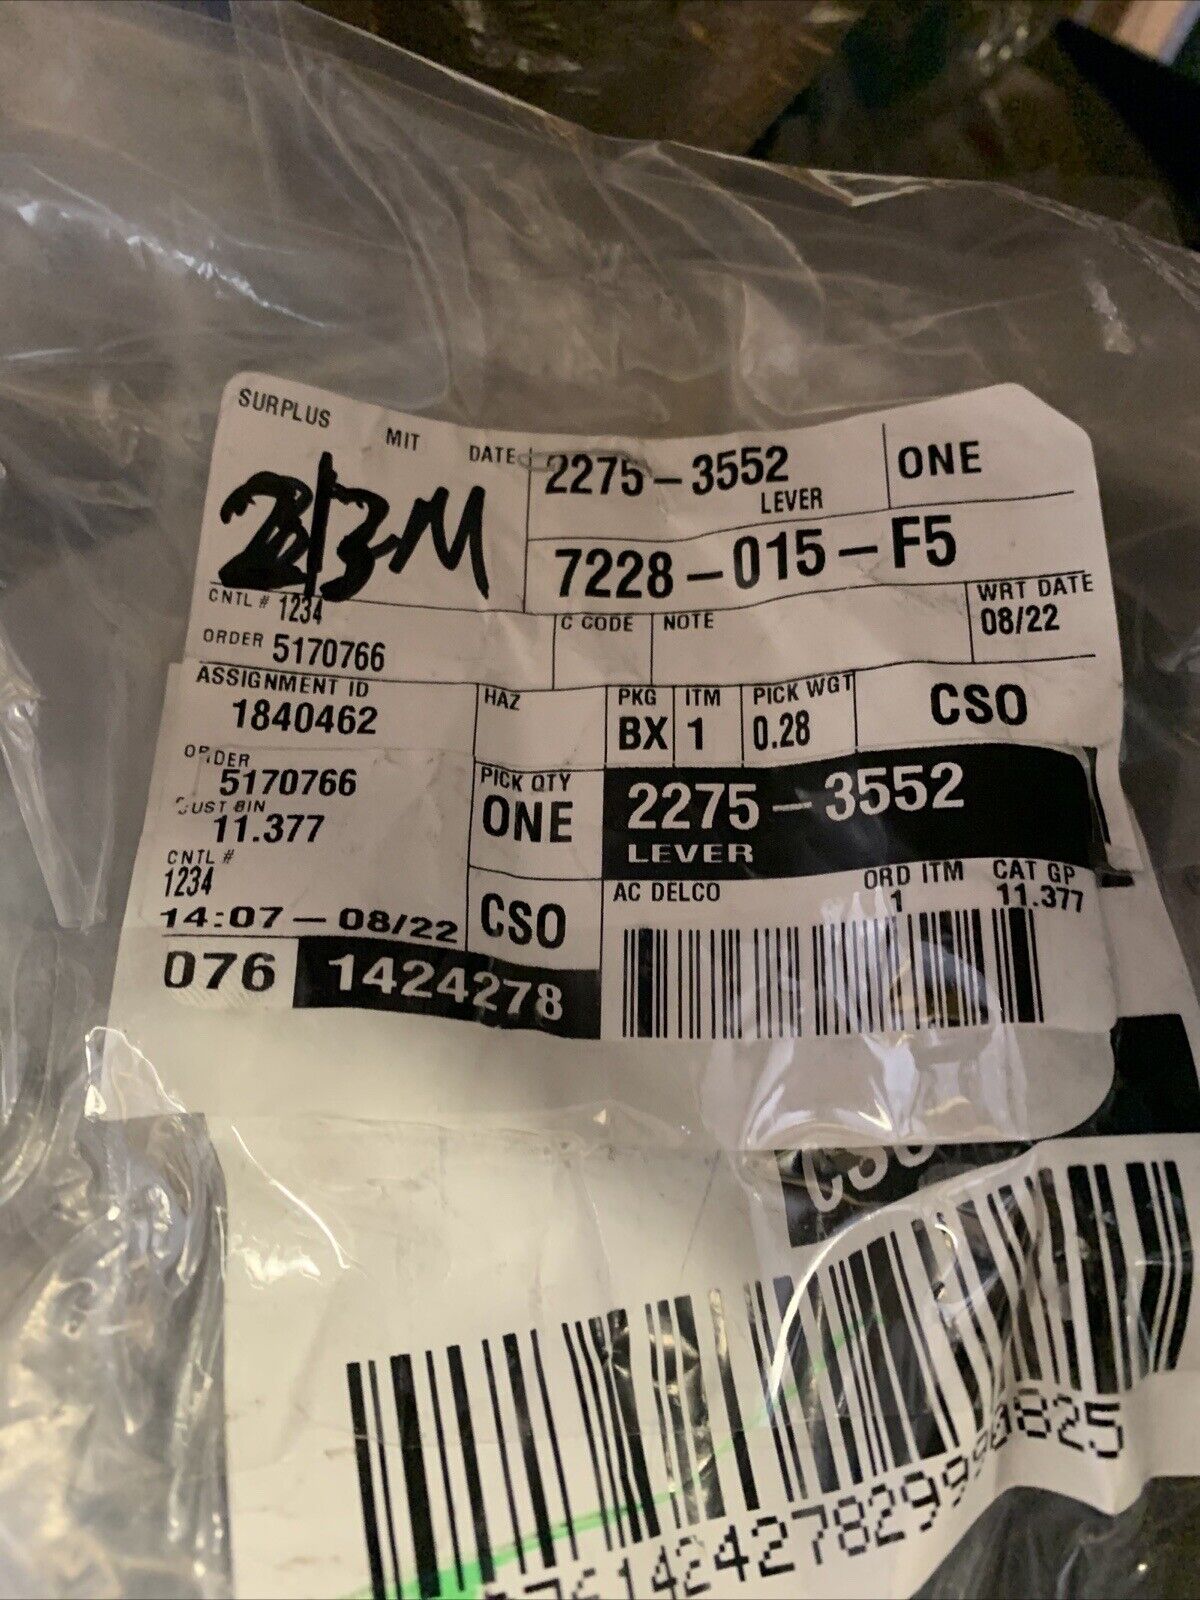 SURPLUS MIT DATE
2275-3552 ONE
LEVER
7228-015-F5
CNTL # 1234
C CODE NOTE WRT DATE
08/22
ORDER 5170766
ASSIGNMENT ID
1840462
HAZ PKG ITM PICK WGT CSO
BX 1 0.28
ORDER
5170766
CUST BIN
11.377
PICK QTY
ONE
2275-3552
LEVER
CNTL #
1234
14:07-08/22
CSO
AC DELCO ORD ITM CAT GP
1 11.377
076 1424278